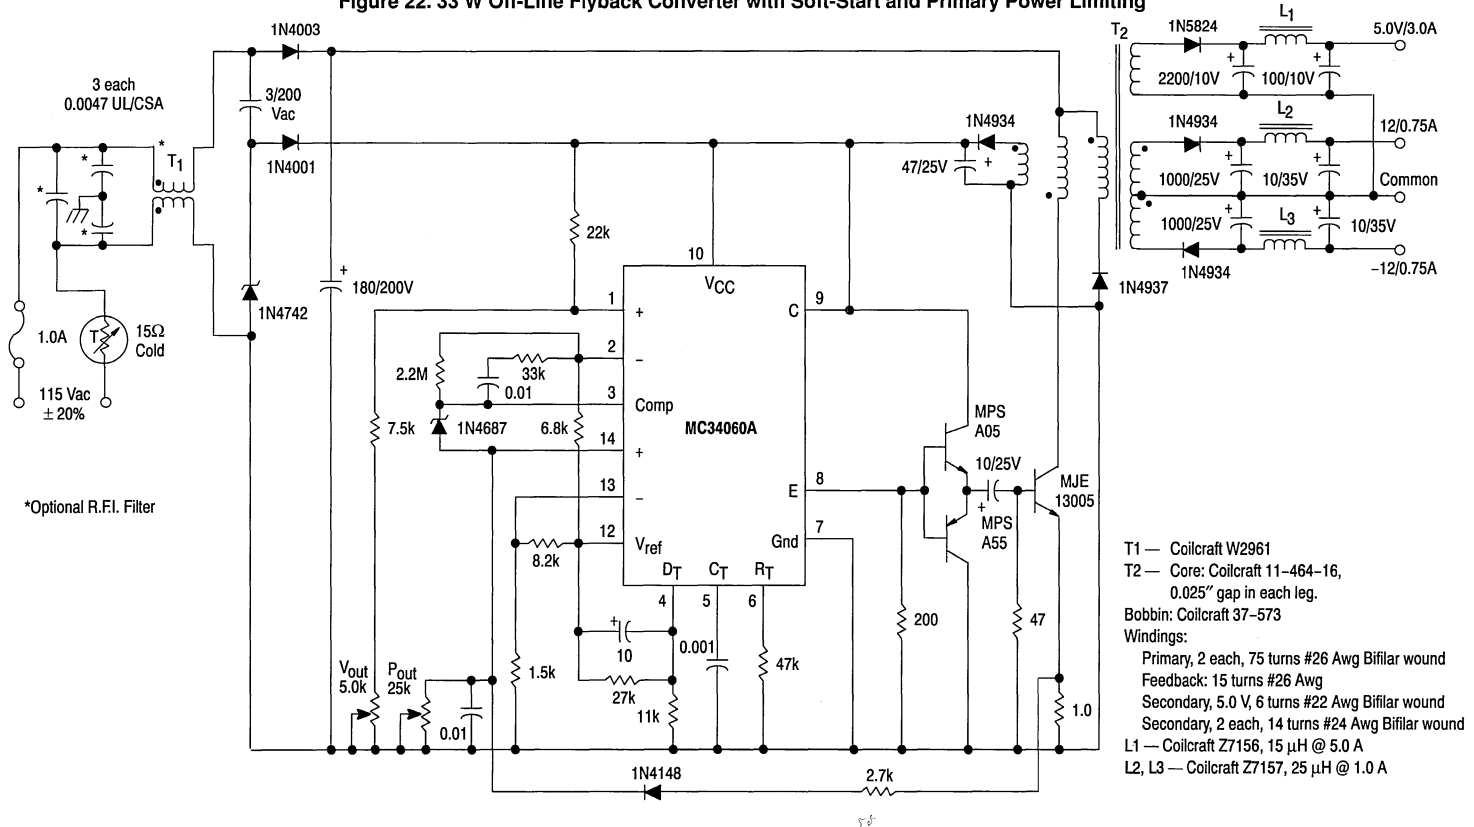 Figure 22. 33 W Off-Line Flyback Converter with Soft-Start and Primary Power Limiting
1N4003
3 each
0.0047 UL/CSA
3/200
Vac
*
T1
1N4001
*
*
*
1.0A
T
15Ω
Cold
115 Vac
± 20%
1N4742
+
180/200V
*Optional R.F.I. Filter
22k
7.5k
2.2M
33k
0.01
1N4687
6.8k
8.2k
1.5k
+
10
27k
11k
0.001
47k
Vout
5.0k
Pout
25k
0.01
10
VCC
1
+
2
−
3
Comp
14
+
13
−
12
Vref
MC34060A
C
9
E
8
Gnd
7
DT
CT
RT
4
5
6
1N4934
47/25V
+
1N4937
MPS
A05
10/25V
+
MPS
A55
MJE
13005
200
47
1.0
1N4148
2.7k
T2
1N5824
L1
5.0V/3.0A
+
+
2200/10V
100/10V
L2
1N4934
12/0.75A
+
+
1000/25V
10/35V
Common
+
+
1000/25V
L3
10/35V
1N4934
−12/0.75A
T1 — Coilcraft W2961
T2 — Core: Coilcraft 11−464−16,
0.025″ gap in each leg.
Bobbin: Coilcraft 37−573
Windings:
Primary, 2 each, 75 turns #26 Awg Bifilar wound
Feedback: 15 turns #26 Awg
Secondary, 5.0 V, 6 turns #22 Awg Bifilar wound
Secondary, 2 each, 14 turns #24 Awg Bifilar wound
L1 — Coilcraft Z7156, 15 μH @ 5.0 A
L2, L3 — Coilcraft Z7157, 25 μH @ 1.0 A